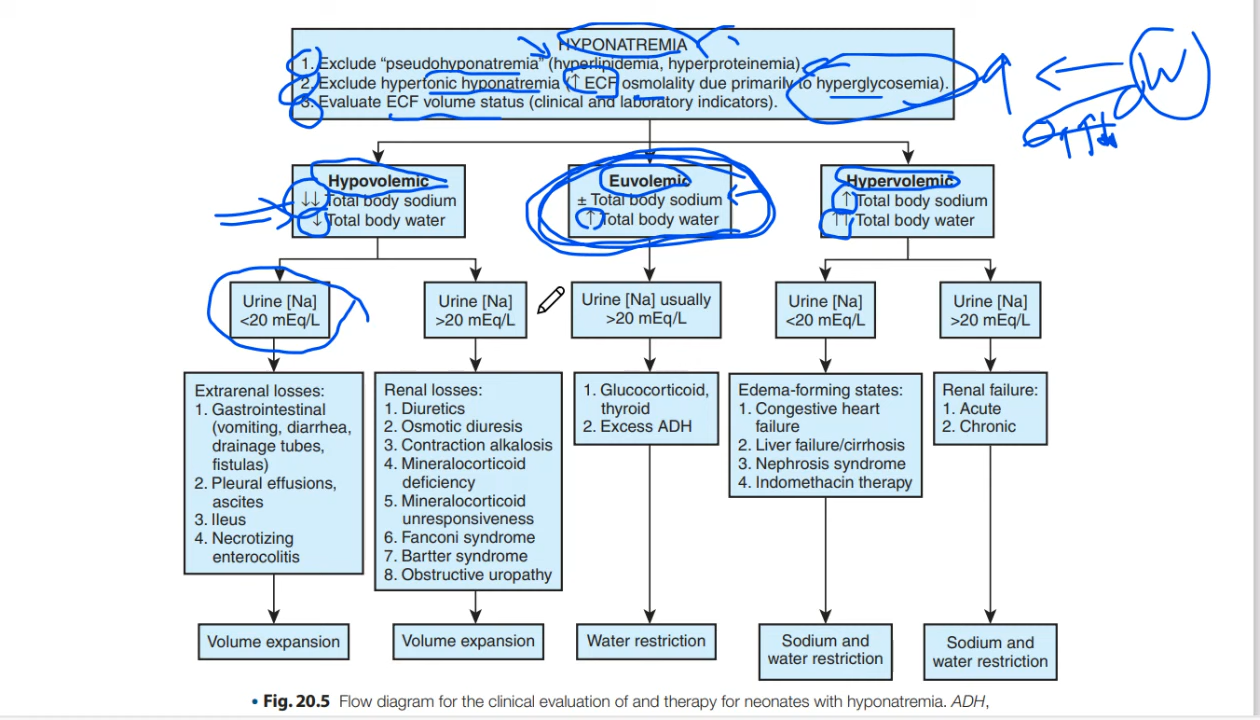 HYPONATREMIA
1. Exclude “pseudohyponatremia” (hyperlipidemia, hyperproteinemia).
2. Exclude hypertonic hyponatremia (↑ ECF osmolality due primarily to hyperglycosemia).
3. Evaluate ECF volume status (clinical and laboratory indicators).
W
Hypovolemic
↓↓ Total body sodium
↓ Total body water
Euvolemic
± Total body sodium
↑ Total body water
Hypervolemic
↑ Total body sodium
↑↑ Total body water
Urine [Na]
<20 mEq/L
Urine [Na]
>20 mEq/L
Urine [Na] usually
>20 mEq/L
Urine [Na]
<20 mEq/L
Urine [Na]
>20 mEq/L
Extrarenal losses:
1. Gastrointestinal
(vomiting, diarrhea,
drainage tubes,
fistulas)
2. Pleural effusions,
ascites
3. Ileus
4. Necrotizing
enterocolitis
Renal losses:
1. Diuretics
2. Osmotic diuresis
3. Contraction alkalosis
4. Mineralocorticoid
deficiency
5. Mineralocorticoid
unresponsiveness
6. Fanconi syndrome
7. Bartter syndrome
8. Obstructive uropathy
1. Glucocorticoid,
thyroid
2. Excess ADH
Edema-forming states:
1. Congestive heart
failure
2. Liver failure/cirrhosis
3. Nephrosis syndrome
4. Indomethacin therapy
Renal failure:
1. Acute
2. Chronic
Volume expansion
Volume expansion
Water restriction
Sodium and
water restriction
Sodium and
water restriction
• Fig. 20.5 Flow diagram for the clinical evaluation of and therapy for neonates with hyponatremia. ADH,